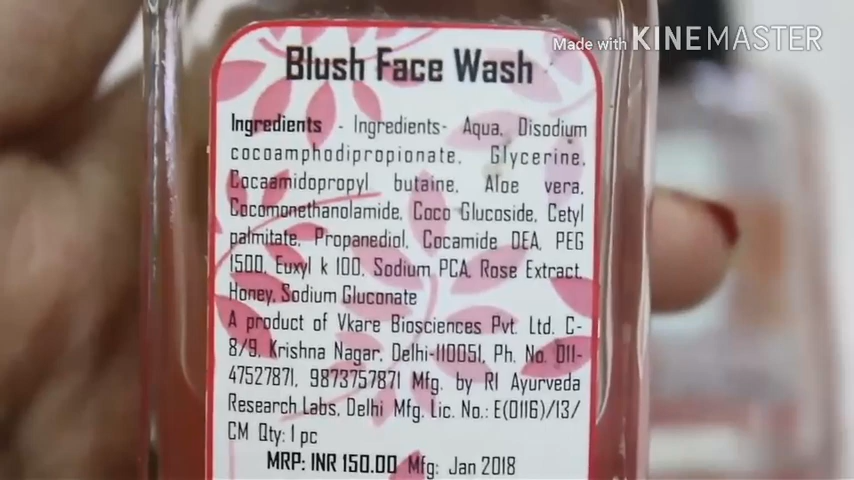 Made with KINEMASTER
Blush Face Wash
Ingredients - Ingredients- Aqua, Disodium
cocoamphodipropionate, Glycerine,
Cocaamidopropyl butaine, Aloe vera,
Cocomonethanolamide, Coco Glucoside, Cetyl
palmitate, Propanediol, Cocamide DEA, PEG
1500, Euxyl k 100, Sodium PCA, Rose Extract,
Honey, Sodium Gluconate
A product of Vkare Biosciences Pvt. Ltd. C-
8/9, Krishna Nagar, Delhi-110051, Ph. No. 011-
47527871, 9873757871 Mfg. by RI Ayurveda
Research Labs, Delhi Mfg. Lic. No.: E(0116)/13/
CM Qty: 1 pc
MRP: INR 150.00 Mfg: Jan 2018